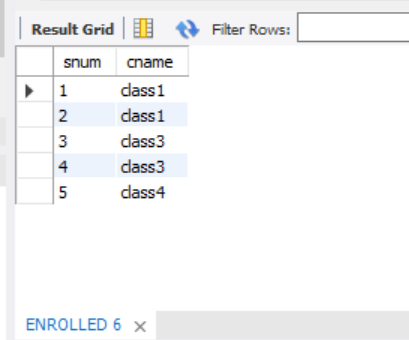 Result Grid Filter Rows:
snum cname
1 class1
2 class1
3 class3
4 class3
5 class4
ENROLLED 6